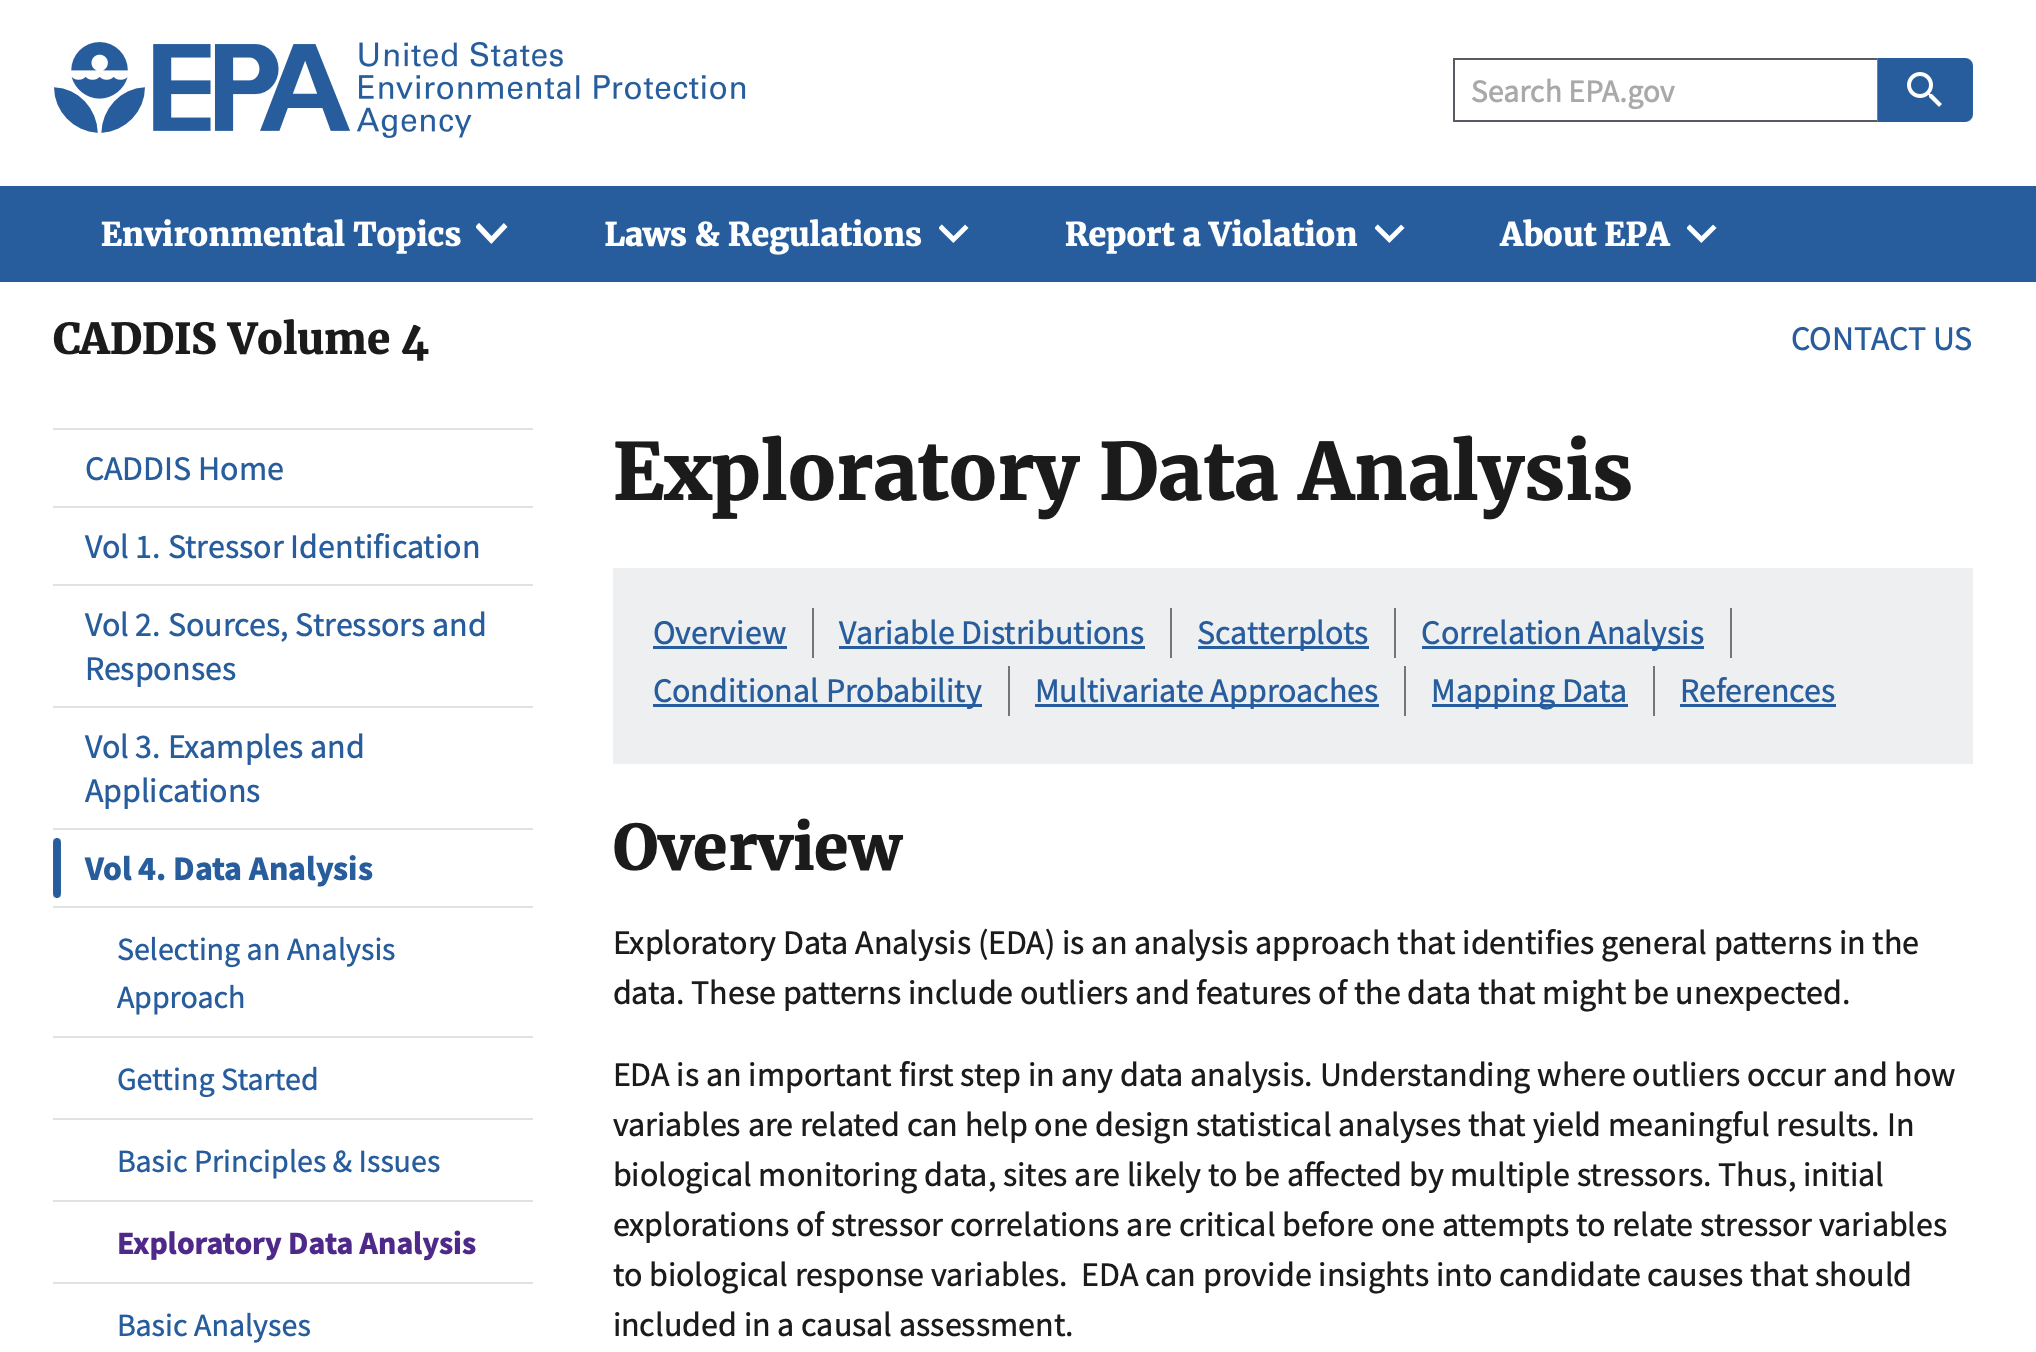 EPA
United States
Environmental Protection
Agency
Search EPA.gov
Environmental Topics
Laws & Regulations
Report a Violation
About EPA
CADDIS Volume 4
CONTACT US
CADDIS Home
Vol 1. Stressor Identification
Vol 2. Sources, Stressors and
Responses
Vol 3. Examples and
Applications
Vol 4. Data Analysis
Selecting an Analysis
Approach
Getting Started
Basic Principles & Issues
Exploratory Data Analysis
Basic Analyses
Exploratory Data Analysis
Overview | Variable Distributions | Scatterplots | Correlation Analysis |
Conditional Probability | Multivariate Approaches | Mapping Data | References
Overview
Exploratory Data Analysis (EDA) is an analysis approach that identifies general patterns in the
data. These patterns include outliers and features of the data that might be unexpected.
EDA is an important first step in any data analysis. Understanding where outliers occur and how
variables are related can help one design statistical analyses that yield meaningful results. In
biological monitoring data, sites are likely to be affected by multiple stressors. Thus, initial
explorations of stressor correlations are critical before one attempts to relate stressor variables
to biological response variables.  EDA can provide insights into candidate causes that should
included in a causal assessment.